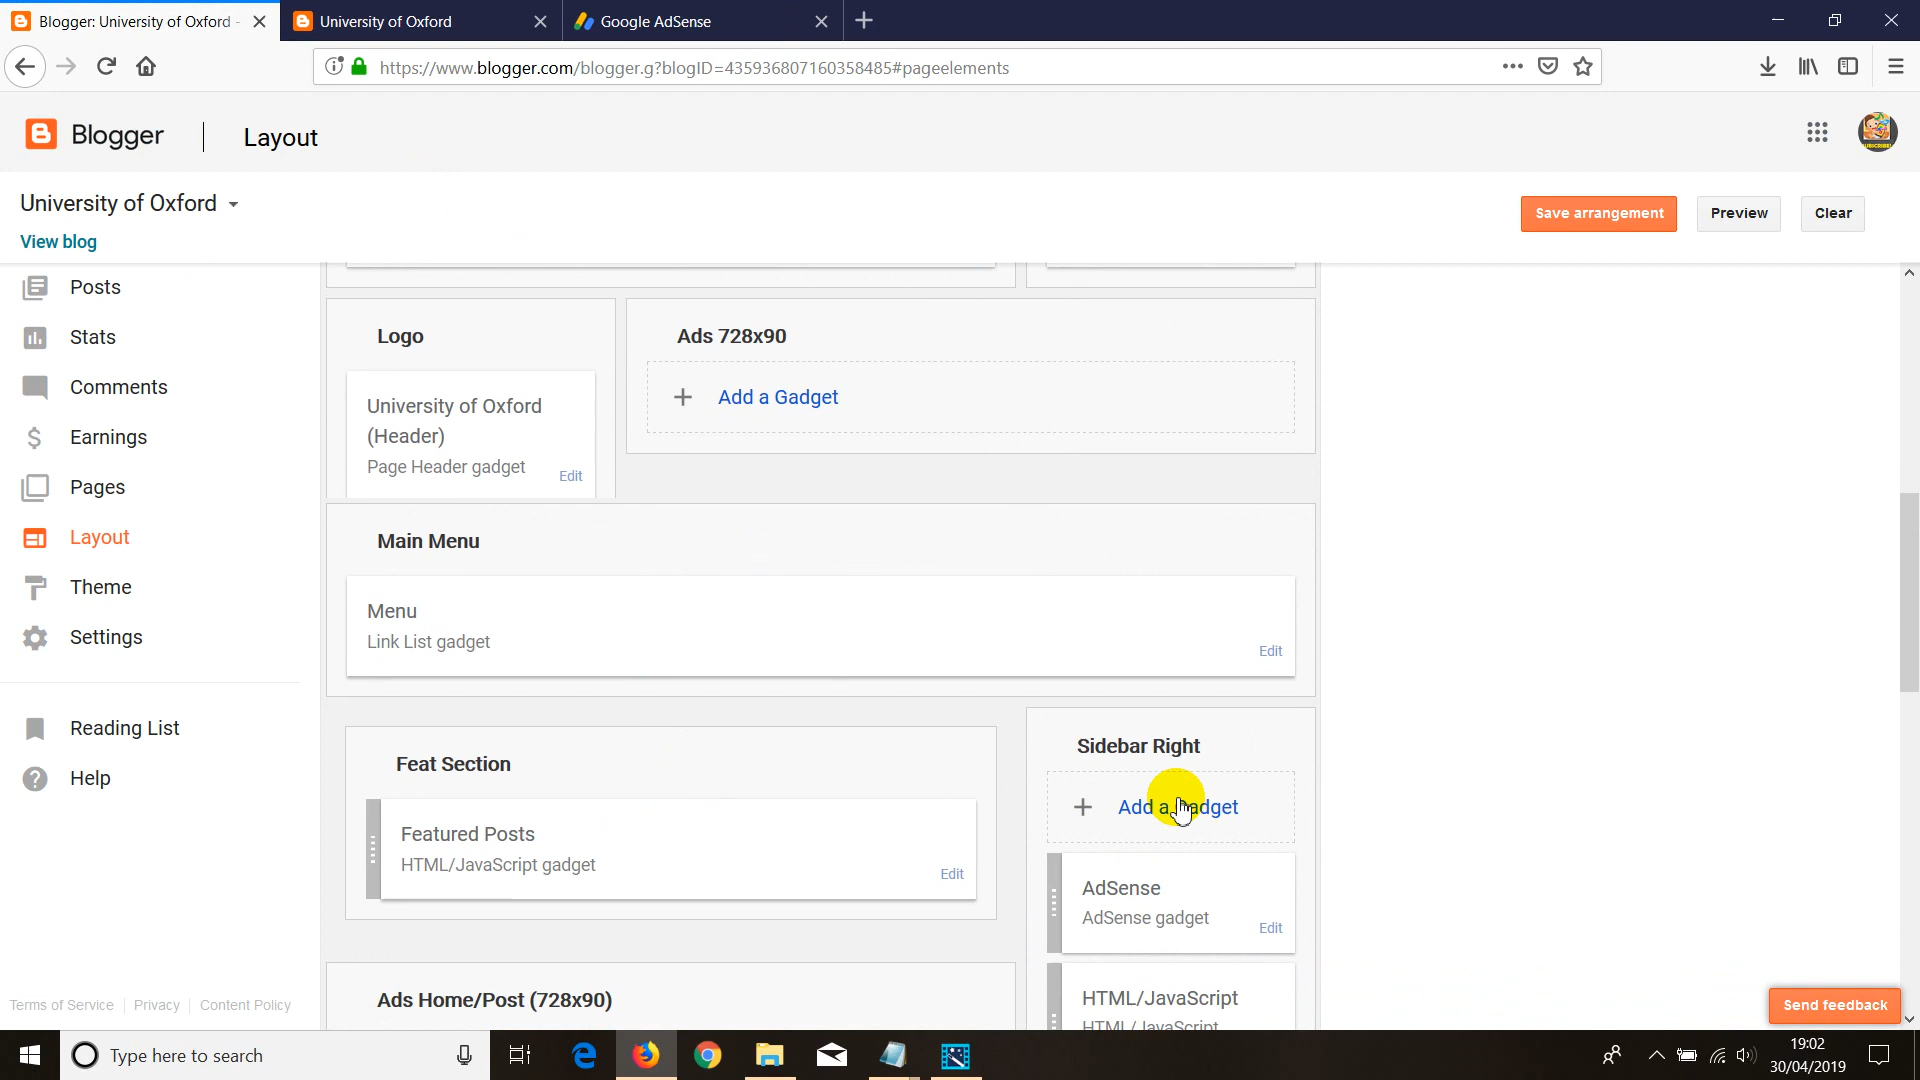 Blogger: University of Oxford -
University of Oxford
Google AdSense
https://www.blogger.com/blogger.g?blogID=435936807160358485#pageelements
Blogger
Layout
University of Oxford
View blog
Save arrangement
Preview
Clear
Posts
Stats
Comments
Earnings
Pages
Layout
Theme
Settings
Reading List
Help
Terms of Service
Privacy
Content Policy
Logo
University of Oxford
(Header)
Page Header gadget
Edit
Ads 728x90
Add a Gadget
Main Menu
Menu
Link List gadget
Edit
Feat Section
Featured Posts
HTML/JavaScript gadget
Edit
Sidebar Right
Add a Gadget
AdSense
AdSense gadget
Edit
HTML/JavaScript
HTML/JavaScript
Ads Home/Post (728x90)
Send feedback
Type here to search
19:02
30/04/2019